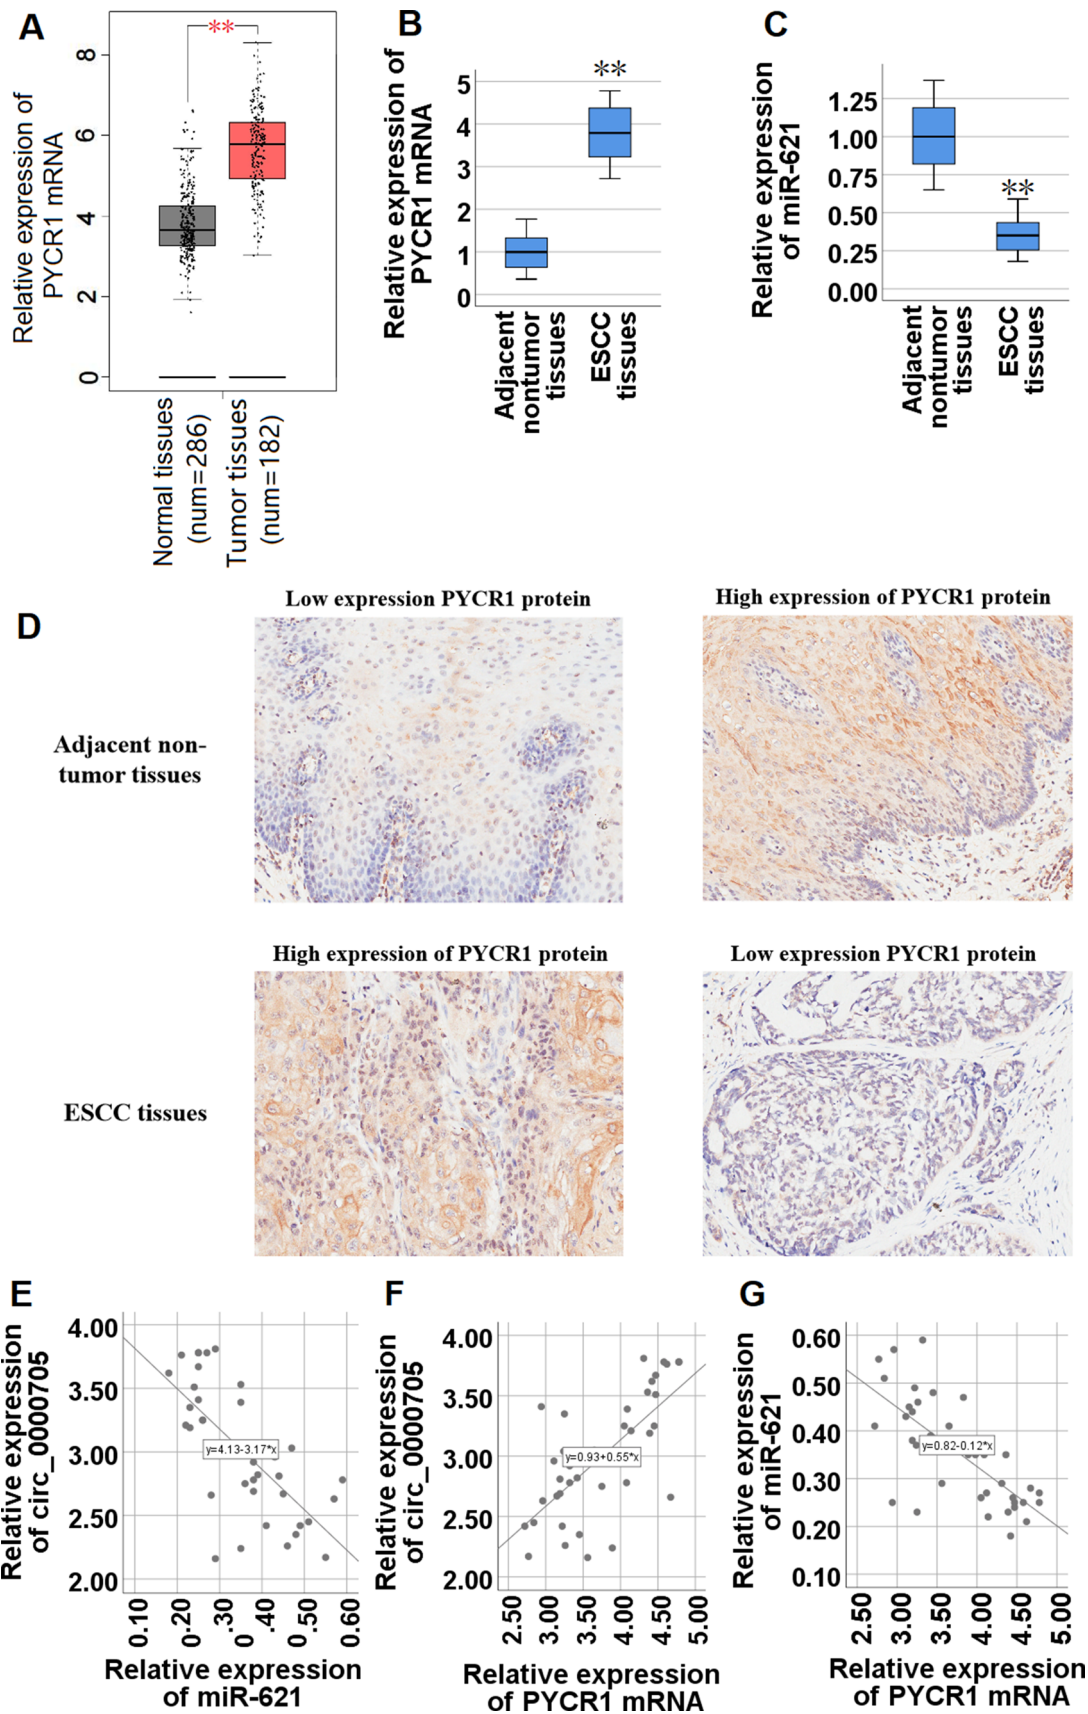 A
Relative expression of
PYCR1 mRNA
8
6
4
2
0
**
Normal tissues
(num=286)
Tumor tissues
(num=182)
B
Relative expression of
PYCR1 mRNA
5
4
3
2
1
0
**
Adjacent
nontumor
tissues
ESCC
tissues
C
Relative expression
of miR-621
1.25
1.00
0.75
0.50
0.25
0.00
**
Adjacent
nontumor
tissues
ESCC
tissues
D
Low expression PYCR1 protein
High expression of PYCR1 protein
Adjacent non-
tumor tissues
High expression of PYCR1 protein
Low expression PYCR1 protein
ESCC tissues
E
Relative expression
of circ_0000705
4.00
3.50
3.00
2.50
2.00
y=4.13-3.17*x
0.10
0.20
0.30
0.40
0.50
0.60
Relative expression
of miR-621
F
Relative expression
of circ_0000705
4.00
3.50
3.00
2.50
2.00
y=0.93+0.55*x
2.50
3.00
3.50
4.00
4.50
5.00
Relative expression
of PYCR1 mRNA
G
Relative expression
of miR-621
0.60
0.50
0.40
0.30
0.20
0.10
y=0.82-0.12*x
2.50
3.00
3.50
4.00
4.50
5.00
Relative expression
of PYCR1 mRNA